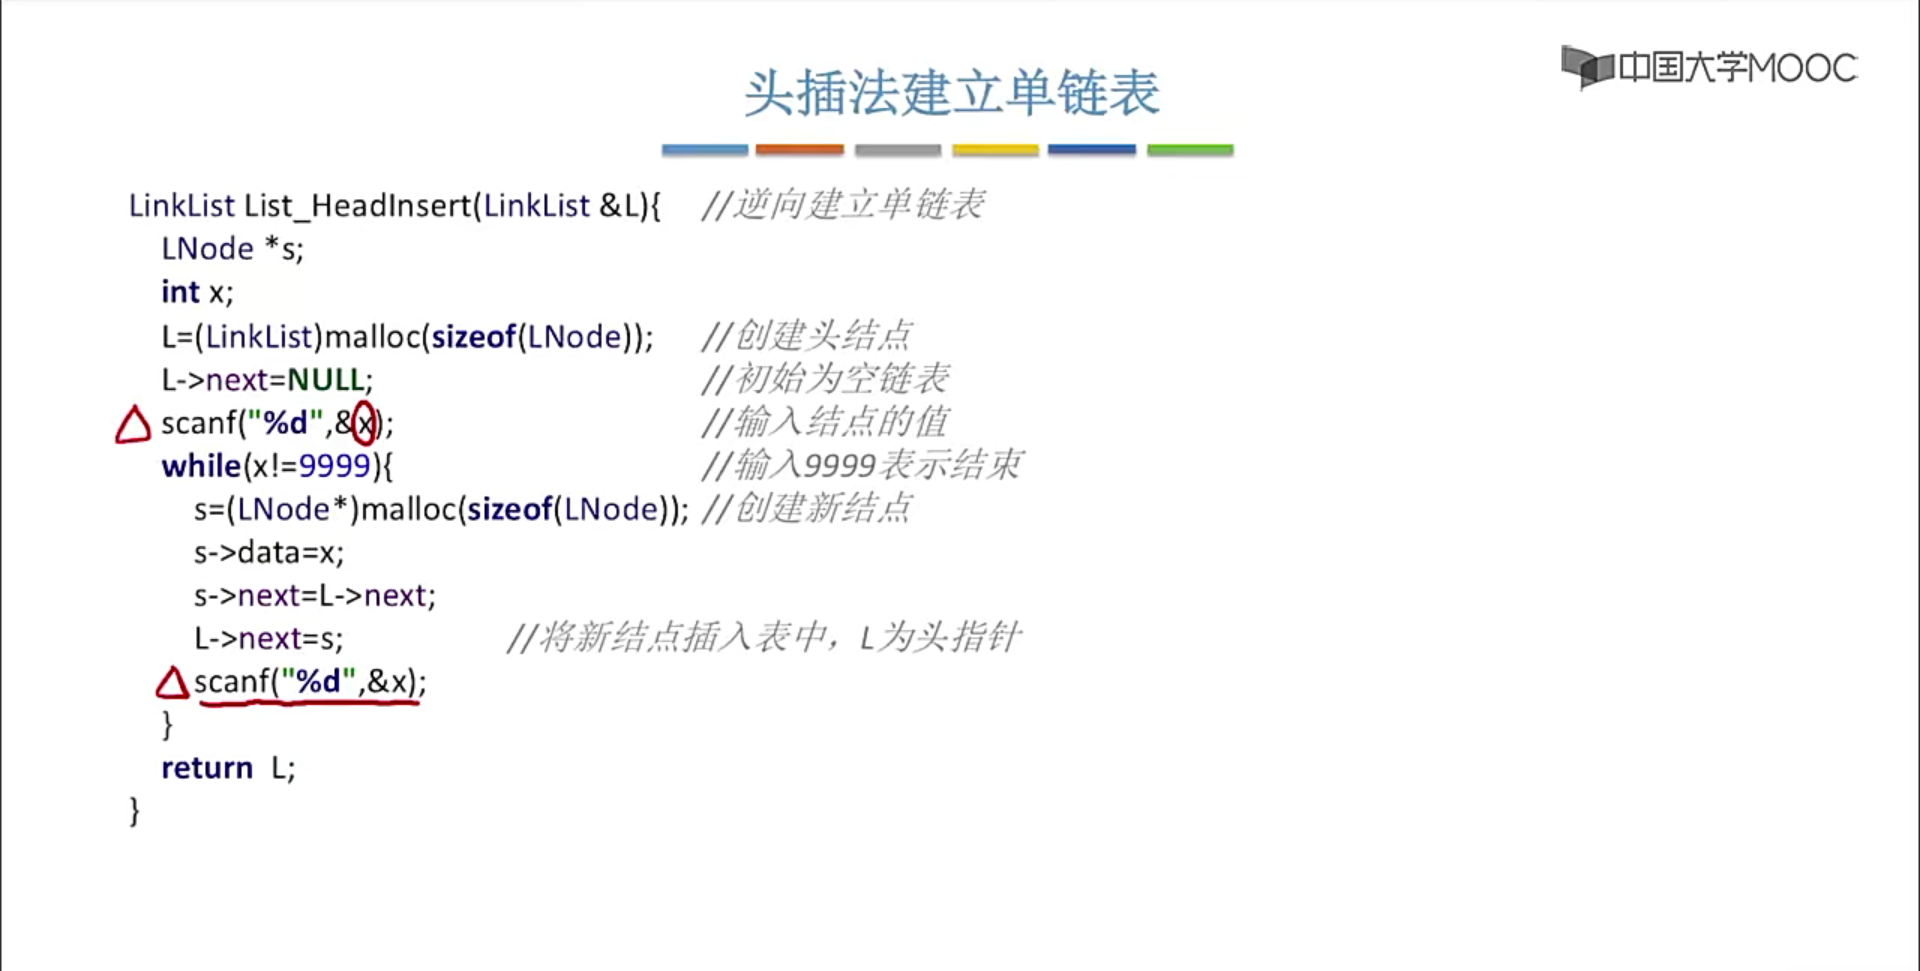 中国大学MOOC
头插法建立单链表
LinkList List_HeadInsert(LinkList &L){ //逆向建立单链表
LNode *s;
int x;
L=(LinkList)malloc(sizeof(LNode)); //创建头结点
L->next=NULL; //初始为空链表
scanf("%d",&x); //输入结点的值
while(x!=9999){ //输入9999表示结束
s=(LNode*)malloc(sizeof(LNode)); //创建新结点
s->data=x;
s->next=L->next;
L->next=s; //将新结点插入表中，L为头指针
scanf("%d",&x);
}
return L;
}